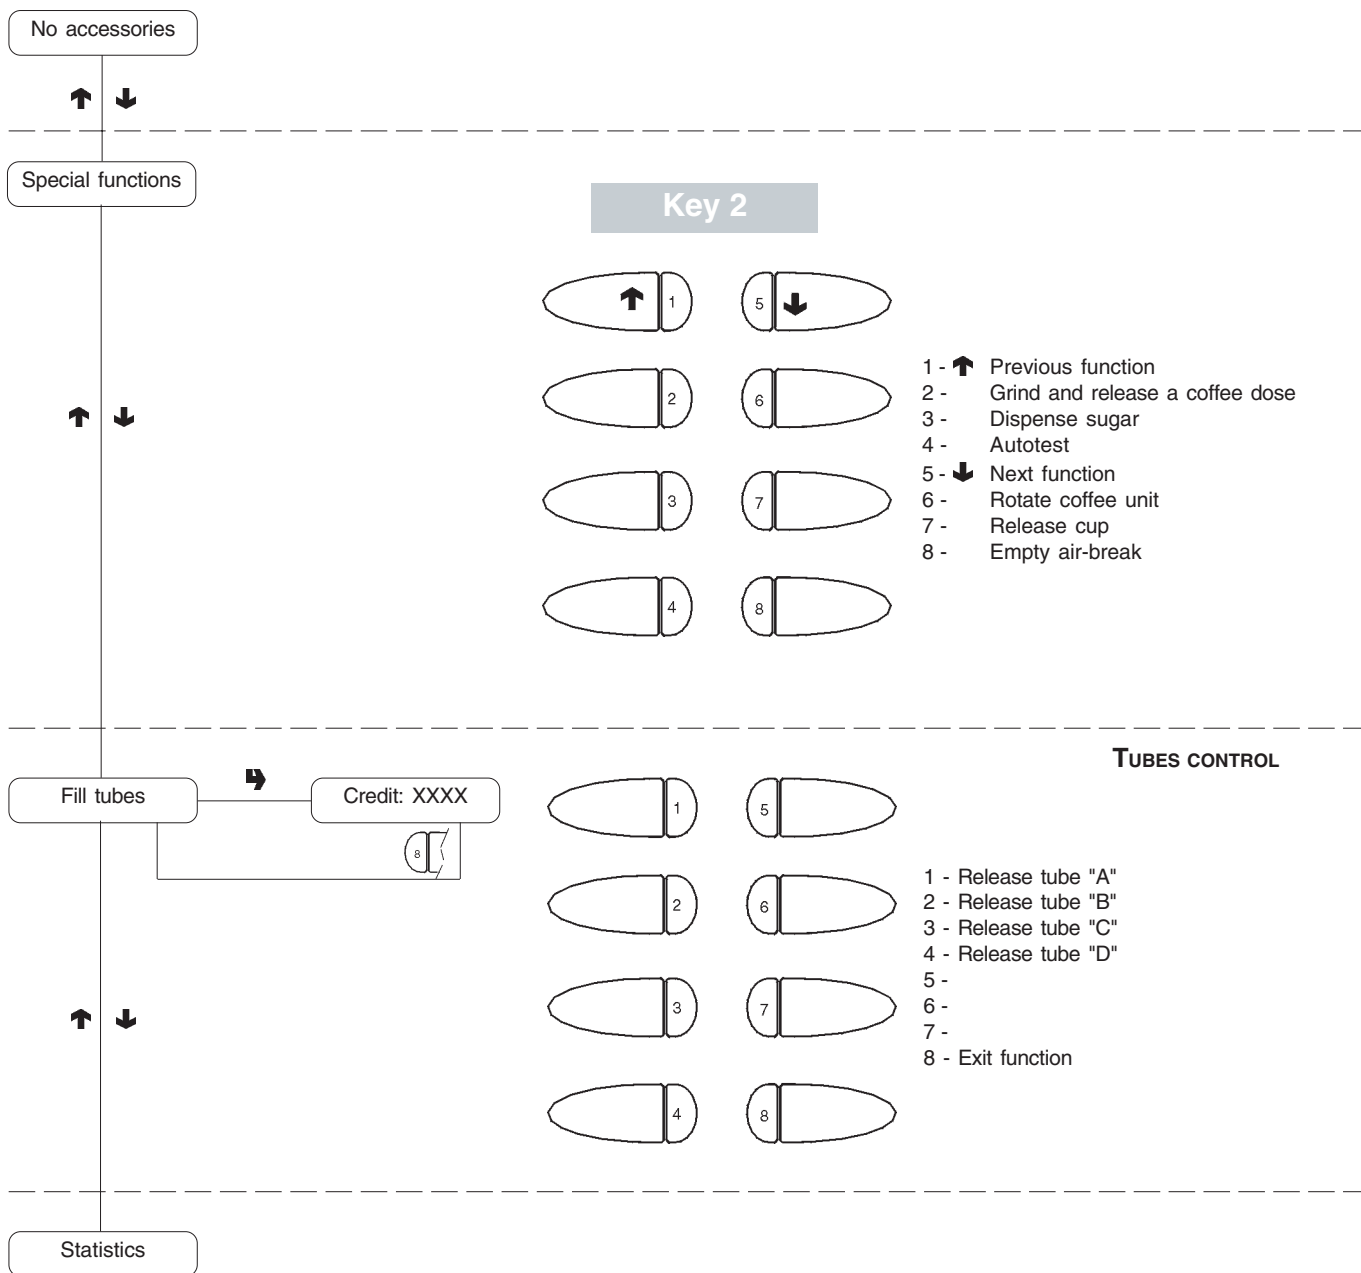 No accessories
Special functions
Key 2
1 5
2 6
3 7
4 8
1 - Previous function
2 - Grind and release a coffee dose
3 - Dispense sugar
4 - Autotest
5 - Next function
6 - Rotate coffee unit
7 - Release cup
8 - Empty air-break
TUBES CONTROL
Fill tubes
Credit: XXXX
8
1 5
2 6
3 7
4 8
1 - Release tube "A"
2 - Release tube "B"
3 - Release tube "C"
4 - Release tube "D"
5 -
6 -
7 -
8 - Exit function
Statistics